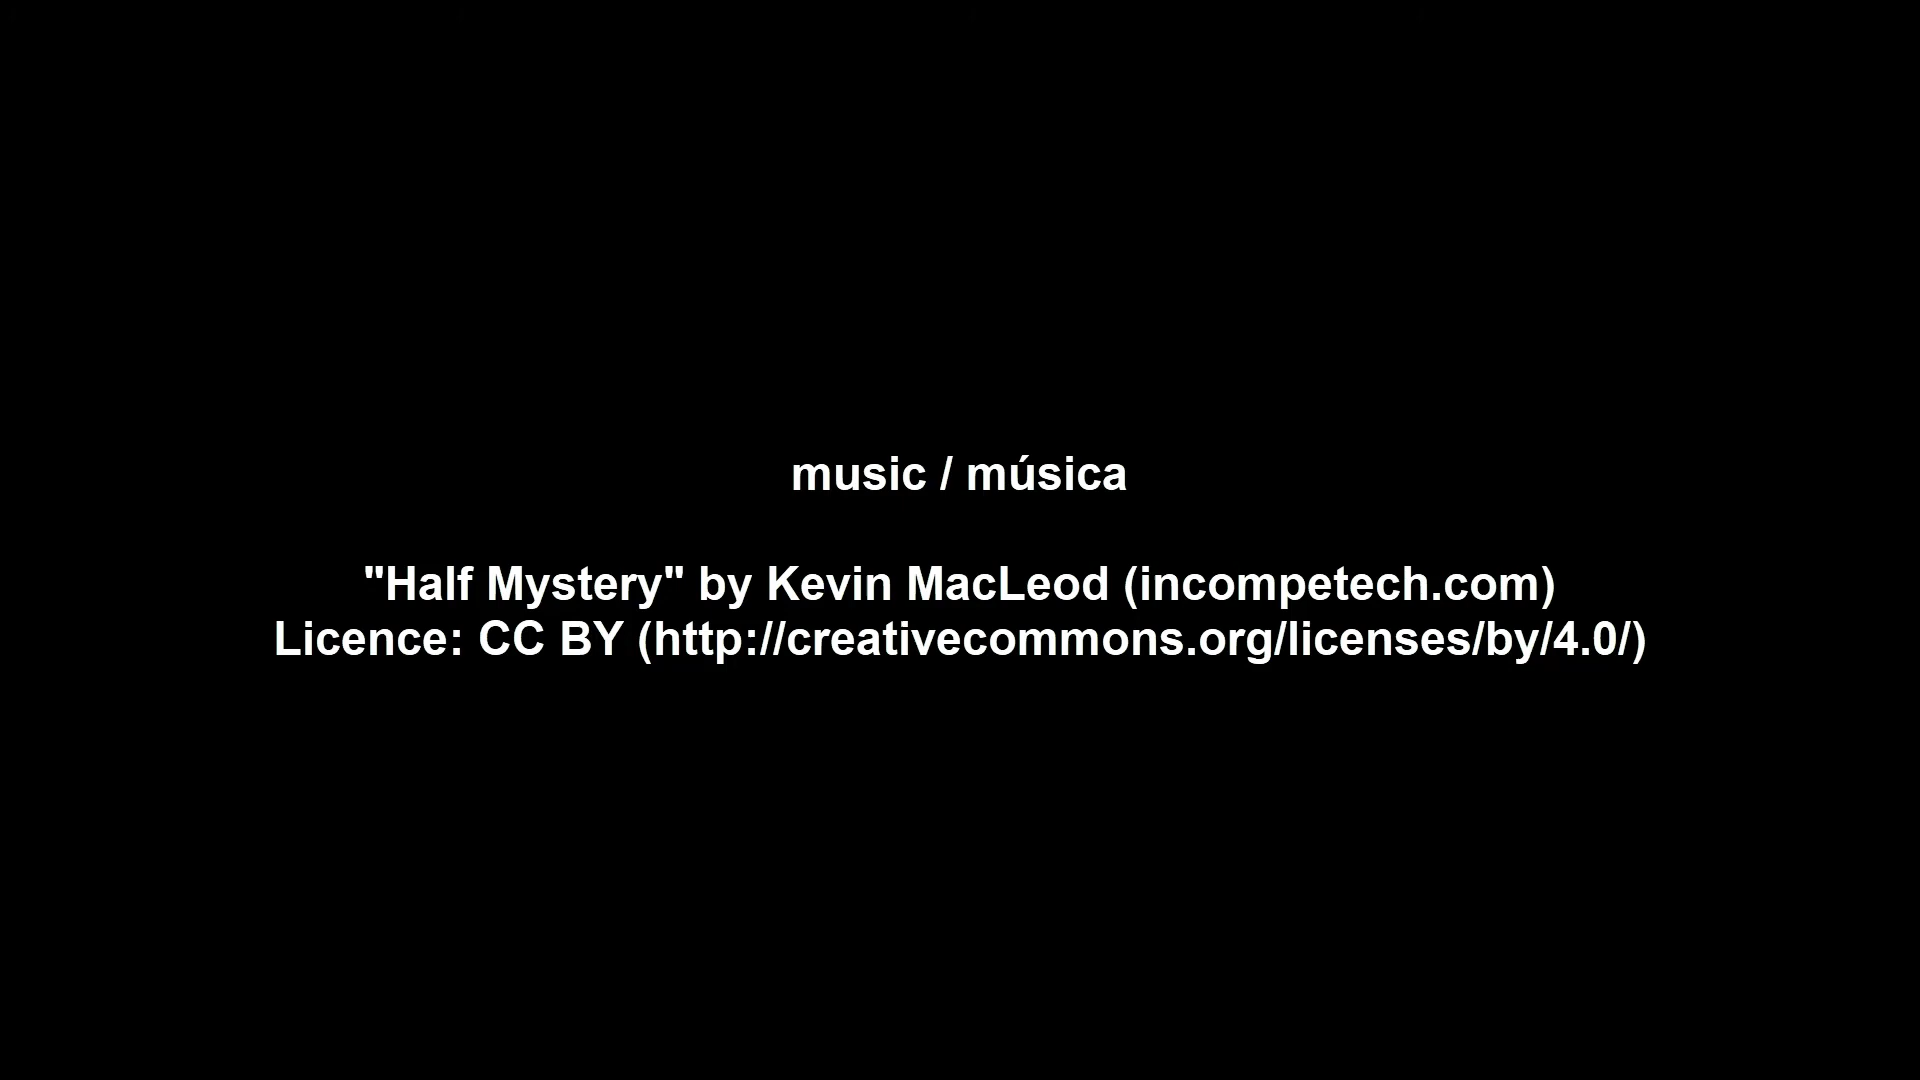 music / música
"Half Mystery" by Kevin MacLeod (incompetech.com)
Licence: CC BY (http://creativecommons.org/licenses/by/4.0/)